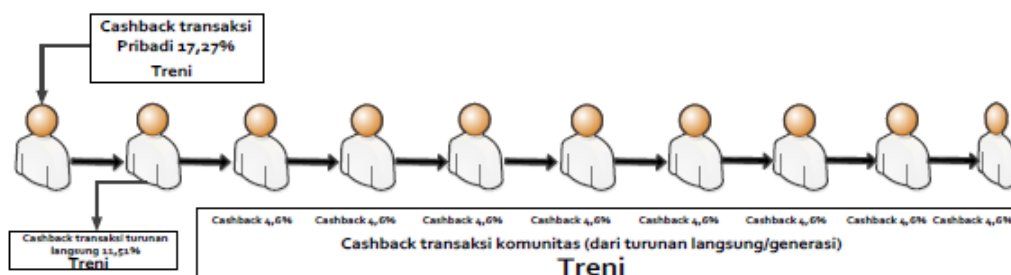 Cashback transaksi
Pribadi 17,27%
Treni
Cashback 4,6% Cashback 4,6% Cashback 4,6% Cashback 4,6% Cashback 4,6% Cashback 4,6% Cashback 4,6% Cashback 4,6%
Cashback transaksi turunan
langsung 11,51%
Treni
Cashback transaksi komunitas (dari turunan langsung/generasi)
Treni